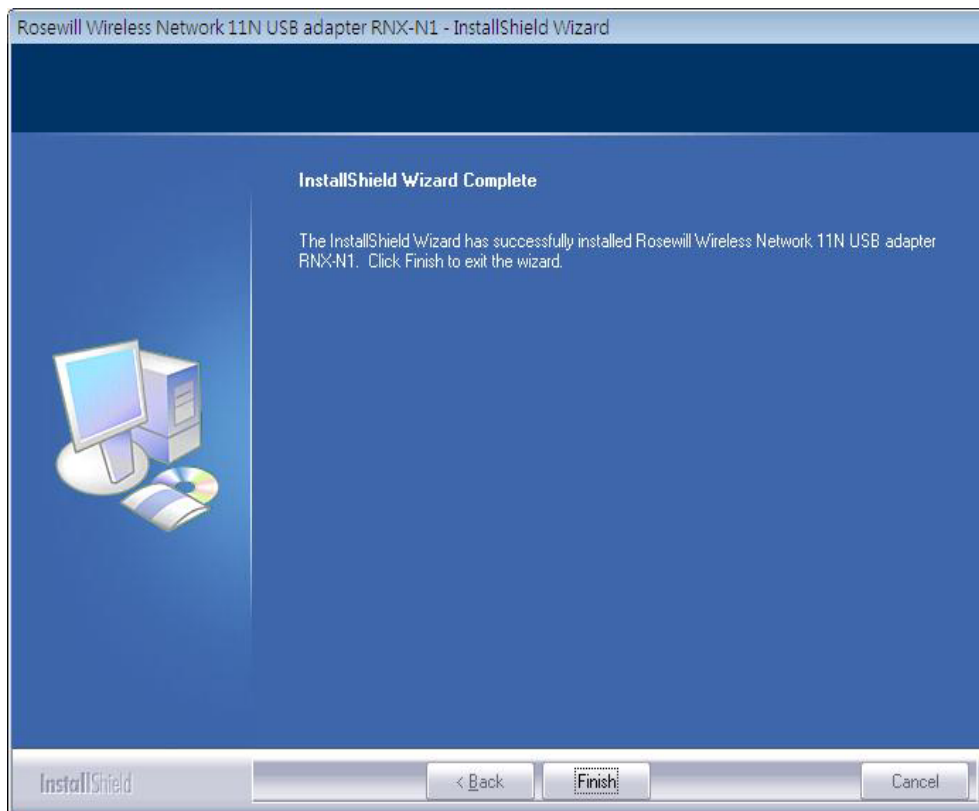 Rosewill Wireless Network 11N USB adapter RNX-N1 - InstallShield Wizard
InstallShield Wizard Complete
The InstallShield Wizard has successfully installed Rosewill Wireless Network 11N USB adapter
RNX-N1.  Click Finish to exit the wizard.
InstallShield
< Back
Finish
Cancel